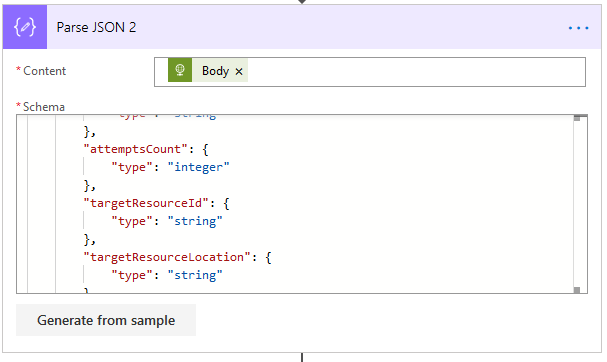 Parse JSON 2
* Content
Body ×
* Schema
"type": "string"
},
"attemptsCount": {
"type": "integer"
},
"targetResourceId": {
"type": "string"
},
"targetResourceLocation": {
"type": "string"
}
Generate from sample